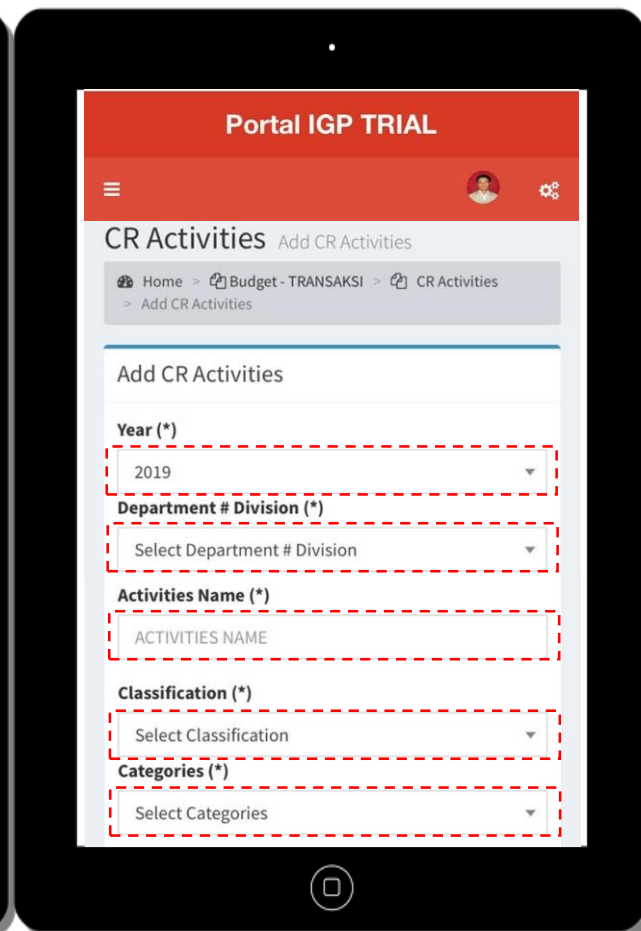 Portal IGP TRIAL
CR Activities Add CR Activities
Home > Budget - TRANSAKSI > CR Activities
> Add CR Activities
Add CR Activities
Year (*)
2019
Department # Division (*)
Select Department # Division
Activities Name (*)
ACTIVITIES NAME
Classification (*)
Select Classification
Categories (*)
Select Categories